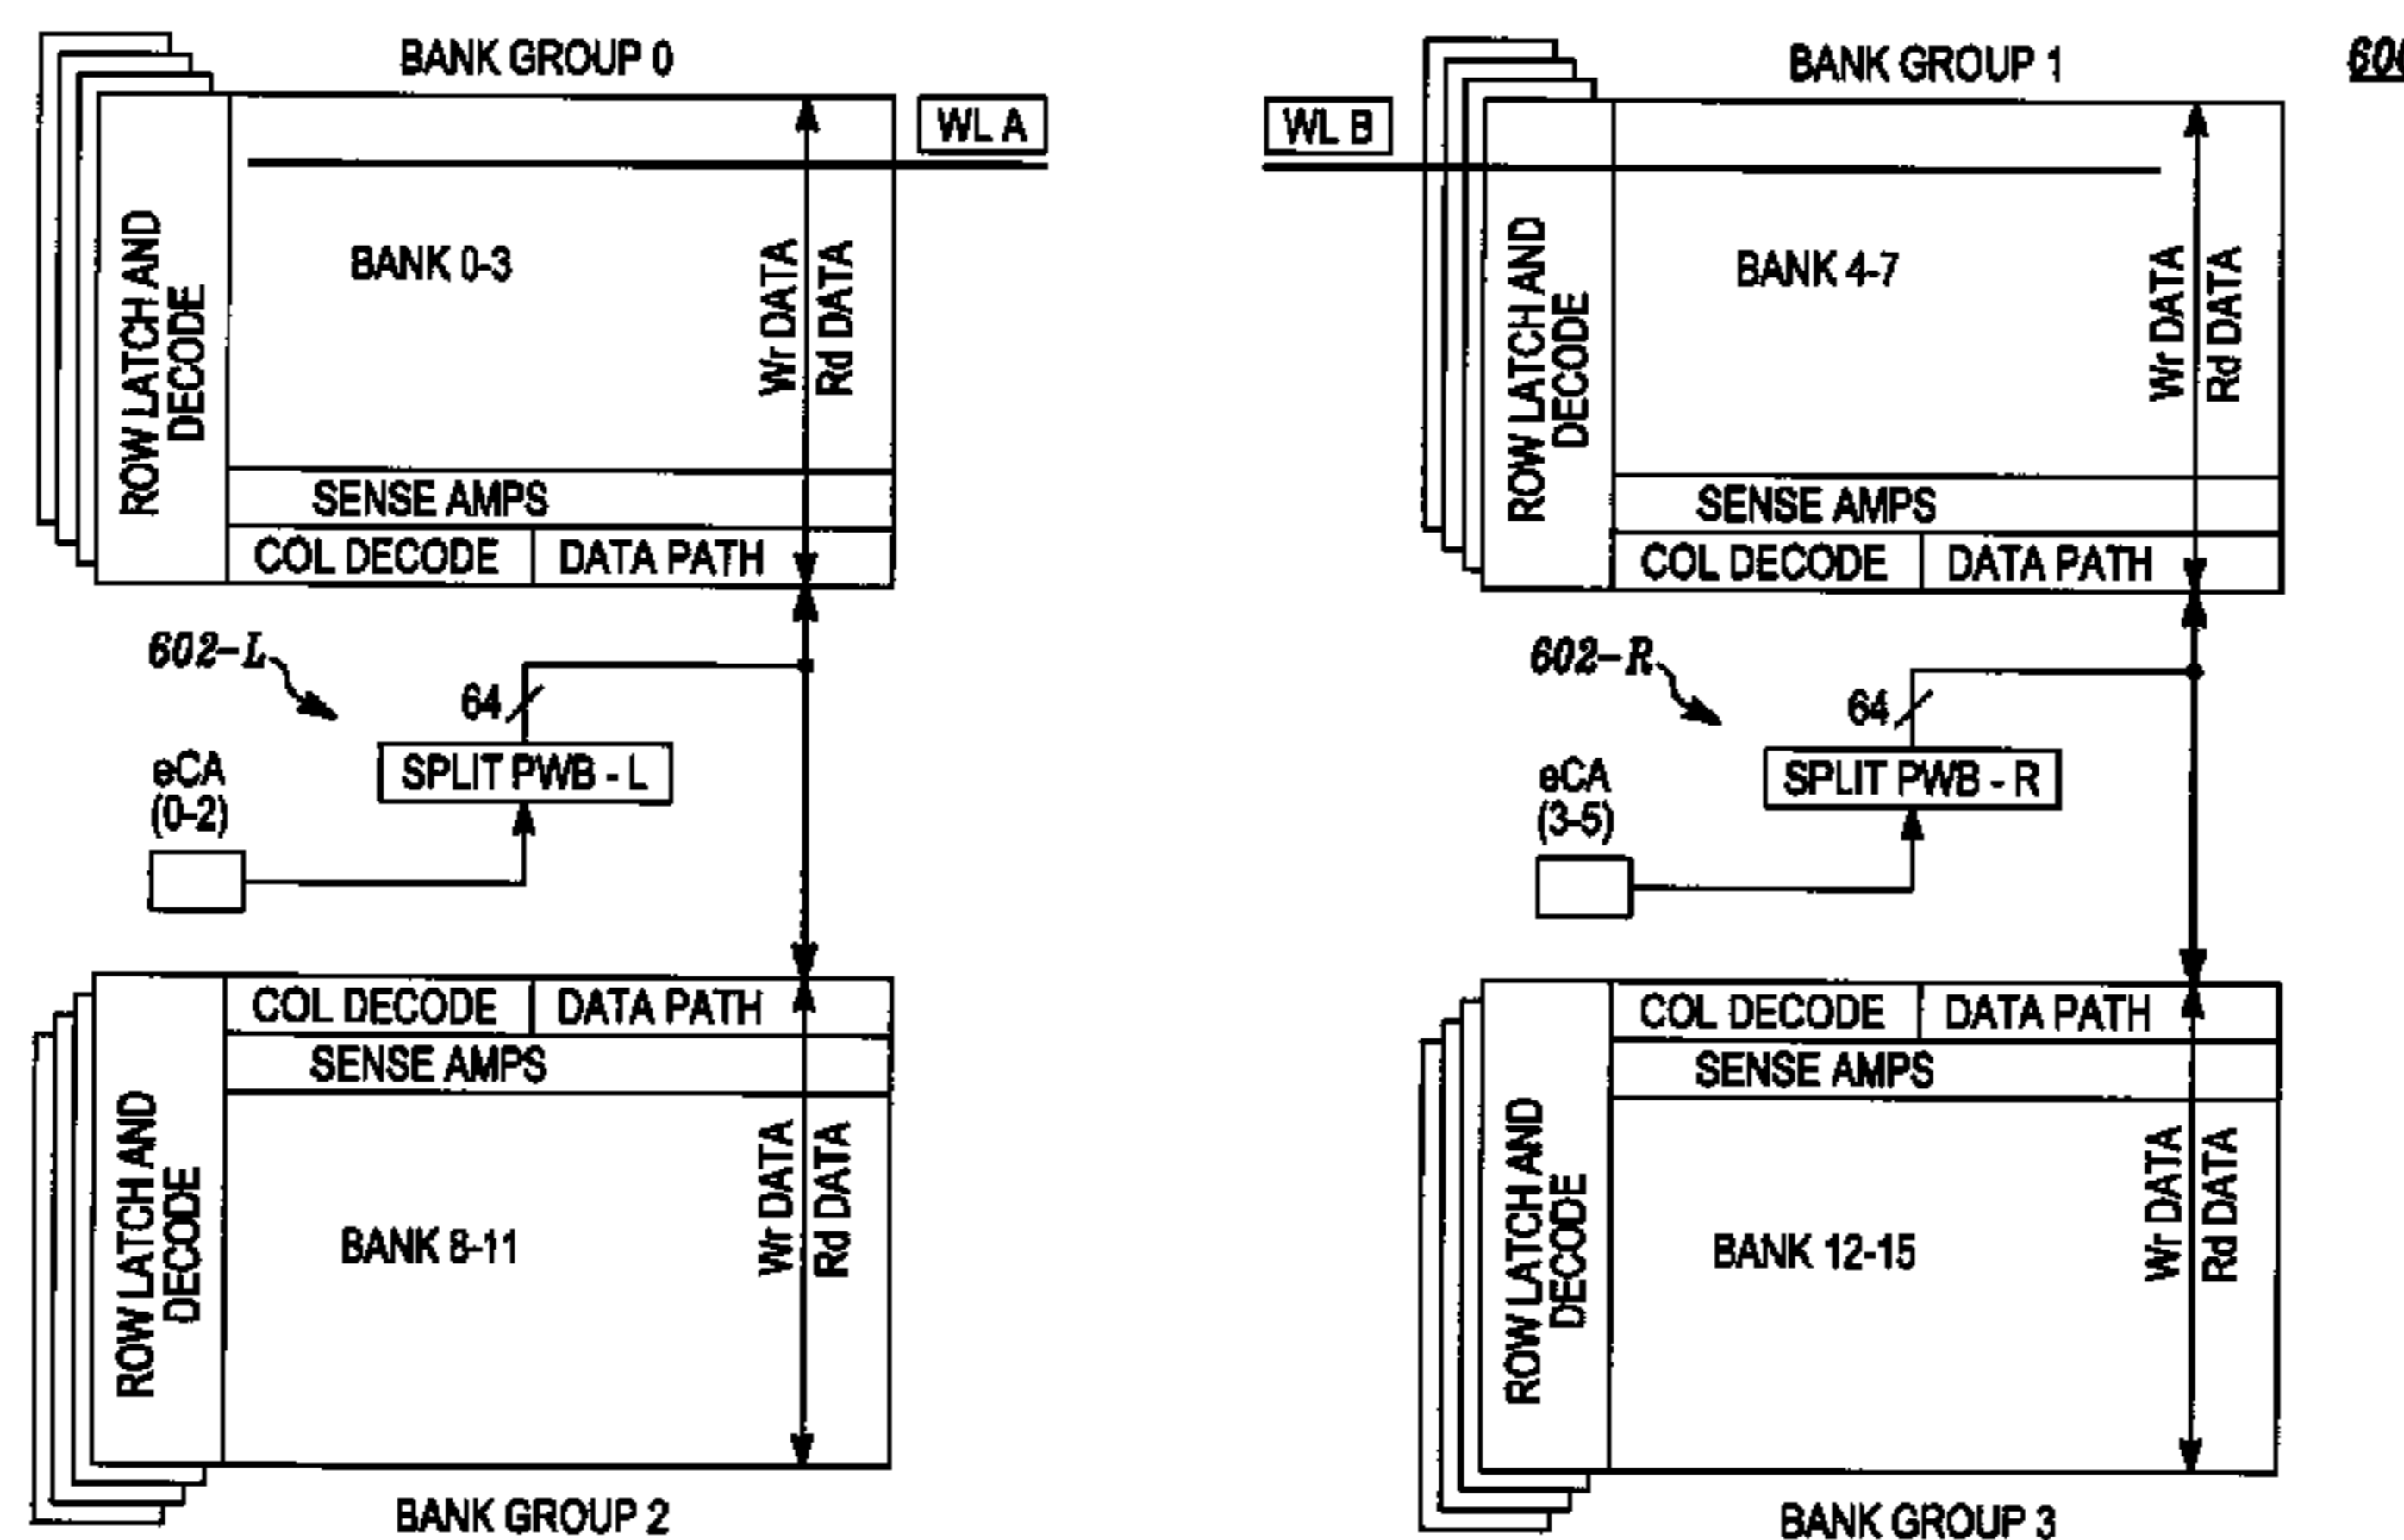 BANK GROUP 0
WL A
ROW LATCH AND
DECODE
BANK 0-3
Wr DATA
Rd DATA
SENSE AMPS
COL DECODE
DATA PATH
602-L
64
SPLIT PWB - L
eCA
(0-2)
COL DECODE
DATA PATH
SENSE AMPS
ROW LATCH AND
DECODE
BANK 8-11
Wr DATA
Rd DATA
BANK GROUP 2
BANK GROUP 1
WL B
ROW LATCH AND
DECODE
BANK 4-7
Wr DATA
Rd DATA
SENSE AMPS
COL DECODE
DATA PATH
602-R
64
SPLIT PWB - R
eCA
(3-5)
COL DECODE
DATA PATH
SENSE AMPS
ROW LATCH AND
DECODE
BANK 12-15
Wr DATA
Rd DATA
BANK GROUP 3